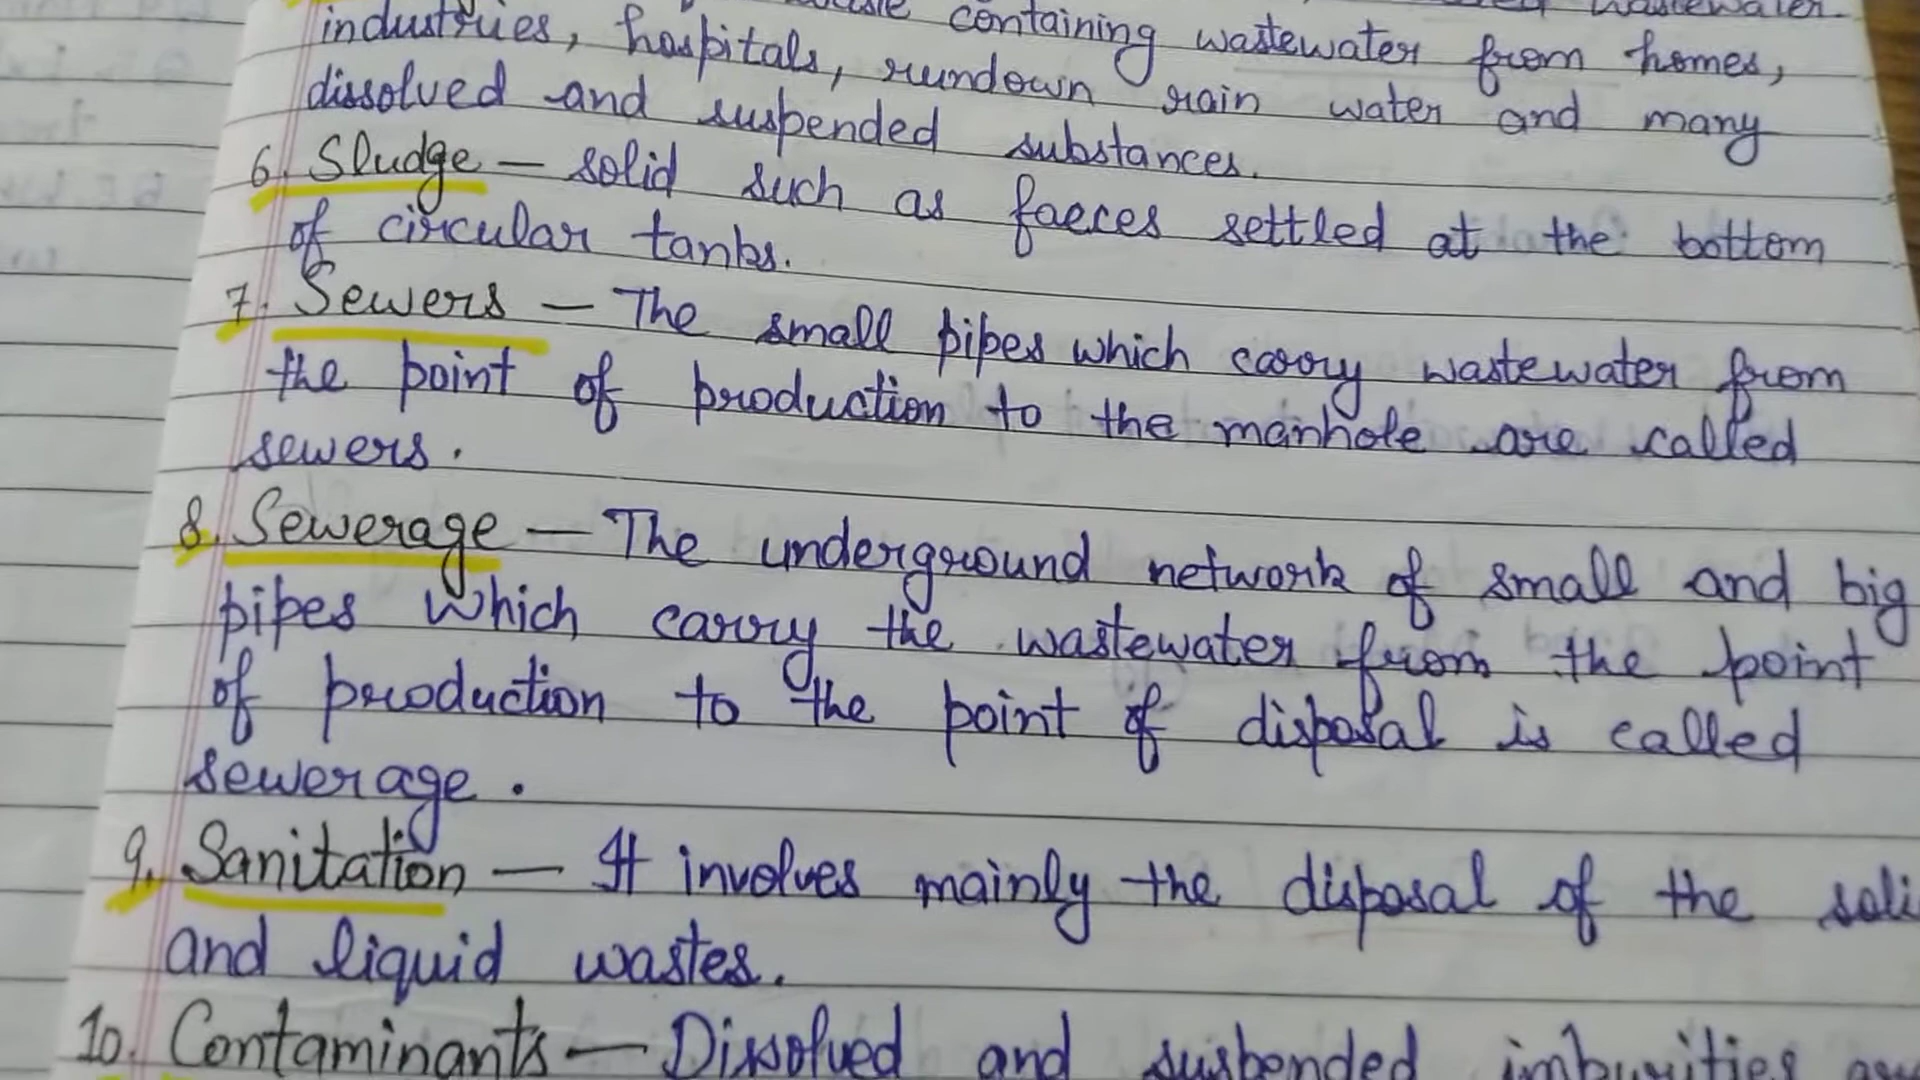 containing wastewater from homes,
industries, hospitals, rundown rain water and many
dissolved and suspended substances.
6. Sludge — solid such as faeces settled at the bottom
of circular tanks.
7. Sewers — The small pipes which carry wastewater from
the point of production to the manhole are called
sewers.
8. Sewerage — The underground network of small and big
pipes which carry the wastewater from the point
of production to the point of disposal is called
sewerage.
9. Sanitation — It involves mainly the disposal of the soli
and liquid wastes.
10. Contaminants — Dissolved and suspended impurities